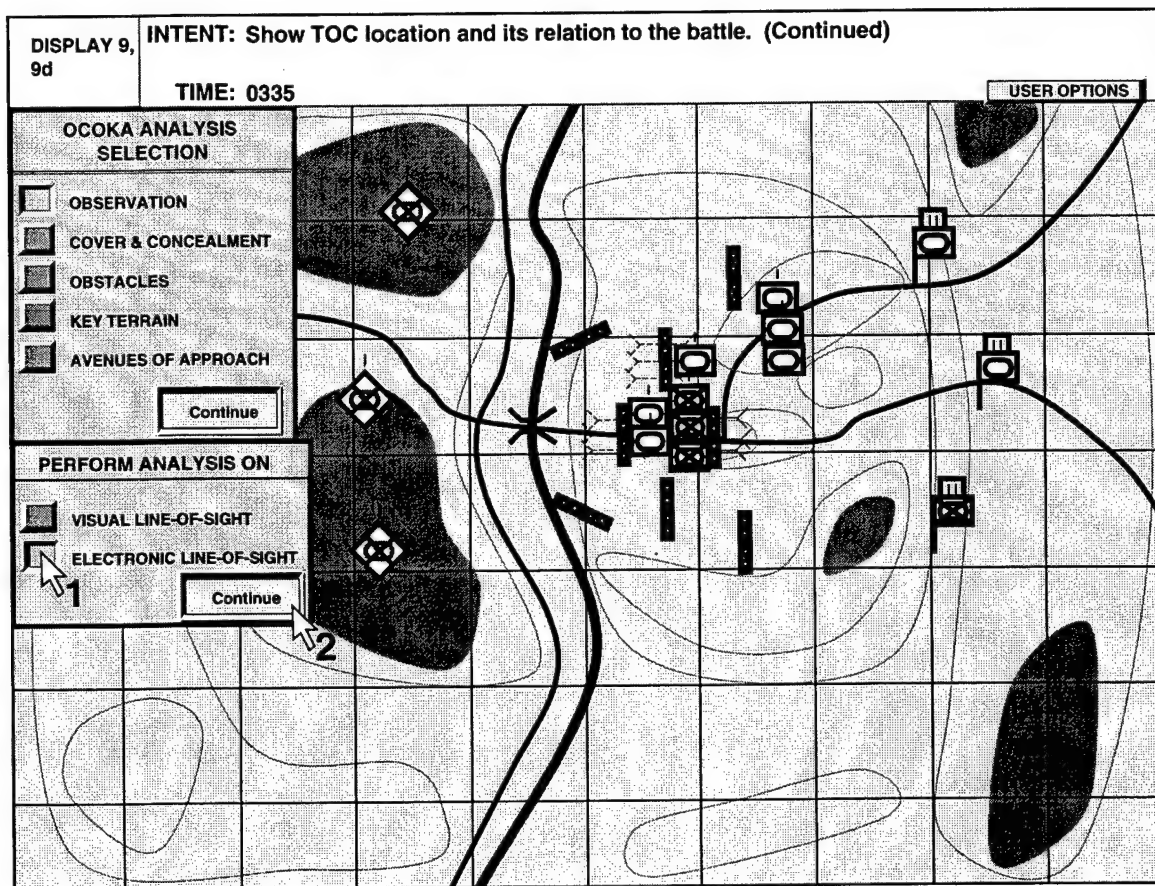 DISPLAY 9,
9d
INTENT: Show TOC location and its relation to the battle. (Continued)
TIME: 0335
USER OPTIONS
OCOKA ANALYSIS
SELECTION
OBSERVATION
COVER & CONCEALMENT
OBSTACLES
KEY TERRAIN
AVENUES OF APPROACH
Continue
PERFORM ANALYSIS ON
VISUAL LINE-OF-SIGHT
ELECTRONIC LINE-OF-SIGHT
1
Continue
2